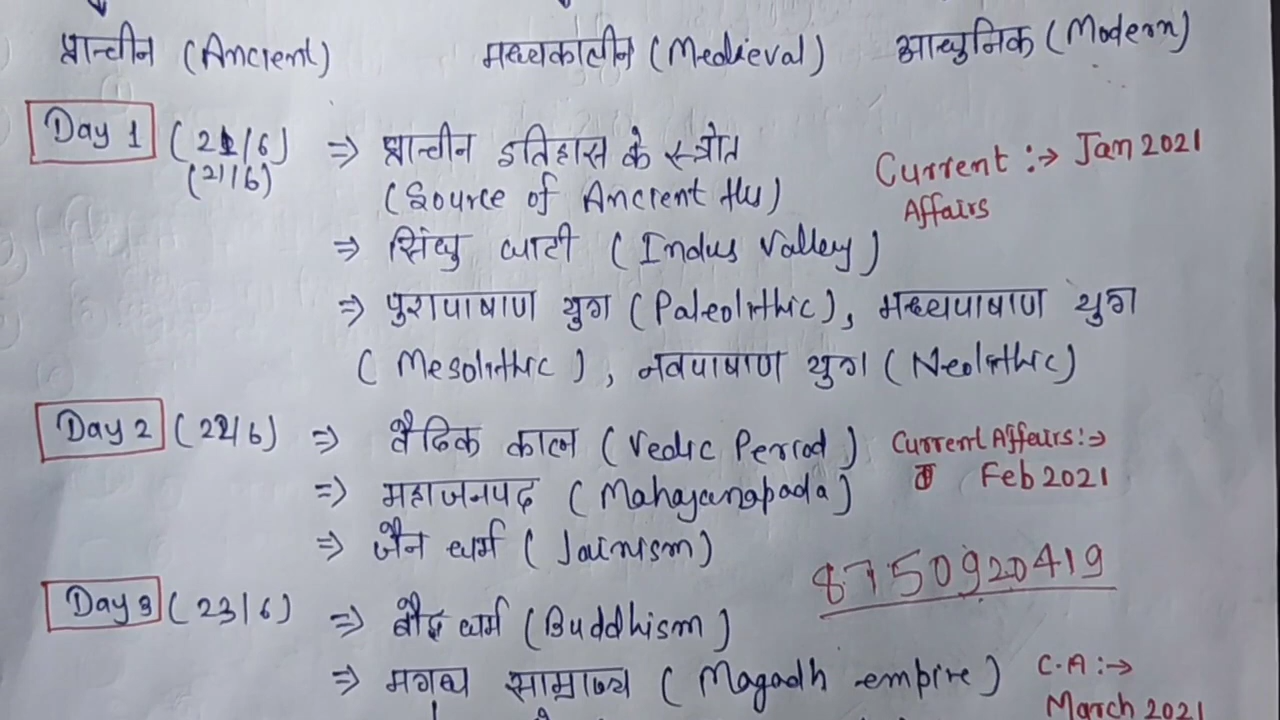 प्राचीन (Ancient) मध्यकालीन (Medieval) आधुनिक (Modern)
Day 1 (21/6) ⇒ प्राचीन इतिहास के स्त्रोत
(21/6) (Source of Ancient His)
Current :→ Jan 2021
Affairs
⇒ सिंधु घाटी (Indus Valley)
⇒ पुरापाषाण युग (Paleolithic), मध्यपाषाण युग
(Mesolithic), नवपाषाण युग (Neolithic)
Day 2 (22/6) ⇒ वैदिक काल (Vedic Period)
Current Affairs :→
Feb 2021
⇒ महाजनपद (Mahajanapada)
⇒ जैन धर्म (Jainism)
8750920419
Day 3 (23/6) ⇒ बौद्ध धर्म (Buddhism)
⇒ मगध साम्राज्य (Magadh empire)
C.A :→
March 2021